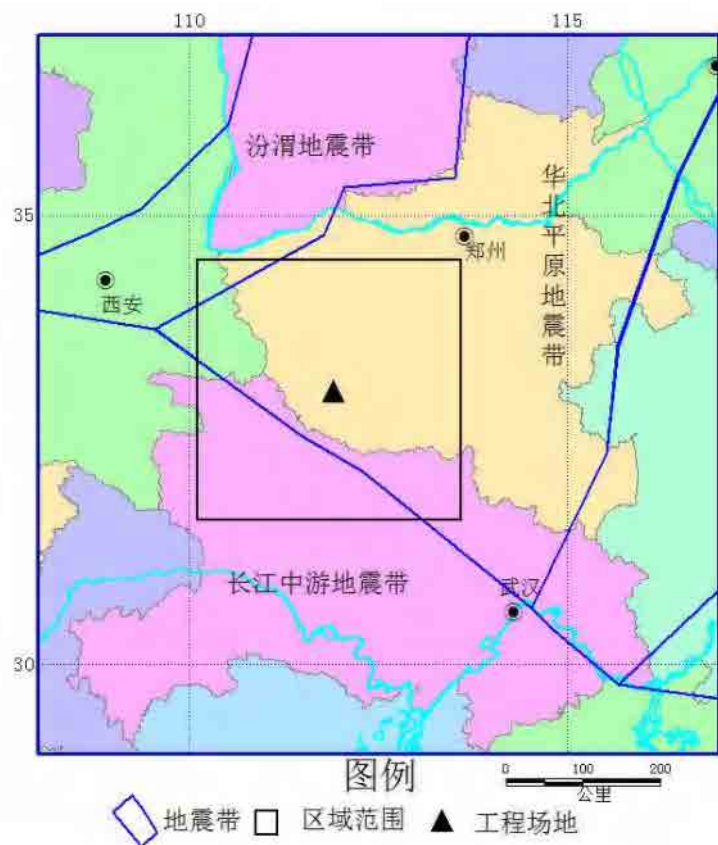 110 115
汾渭地震带
华北平原地震带
35
郑州
西安
长江中游地震带
武汉
30
图例
0 100 200
公里
地震带 区域范围 工程场地